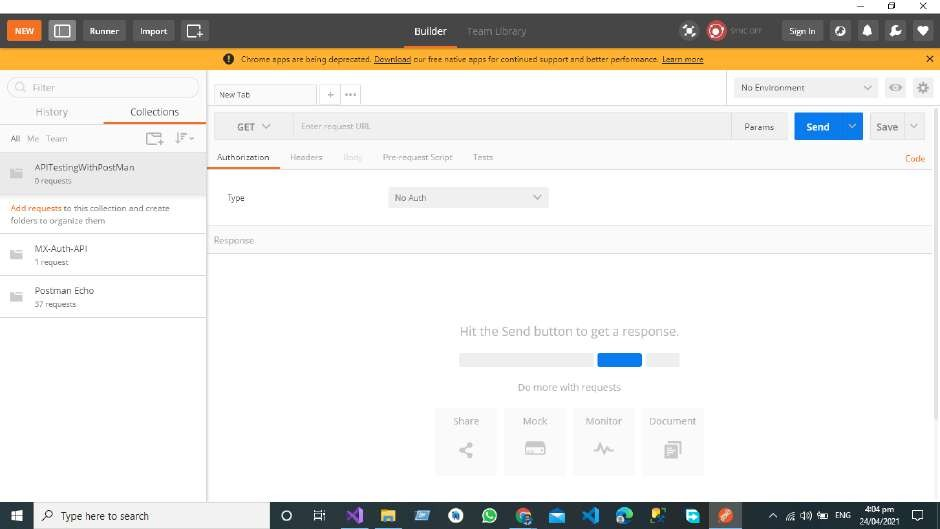 NEW
Runner
Import
Builder
Team Library
SYNC OFF
Sign In
Chrome apps are being deprecated. Download our free native apps for continued support and better performance. Learn more
Filter
History
Collections
All Me Team
APITestingWithPostMan
0 requests
Add requests to this collection and create
folders to organize them
MX-Auth-API
1 request
Postman Echo
37 requests
New Tab
No Environment
GET
Enter request URL
Params
Send
Save
Authorization
Headers
Body
Pre-request Script
Tests
Code
Type
No Auth
Response
Hit the Send button to get a response.
Do more with requests
Share
Mock
Monitor
Document
Type here to search
ENG
4:04 pm
24/04/2021